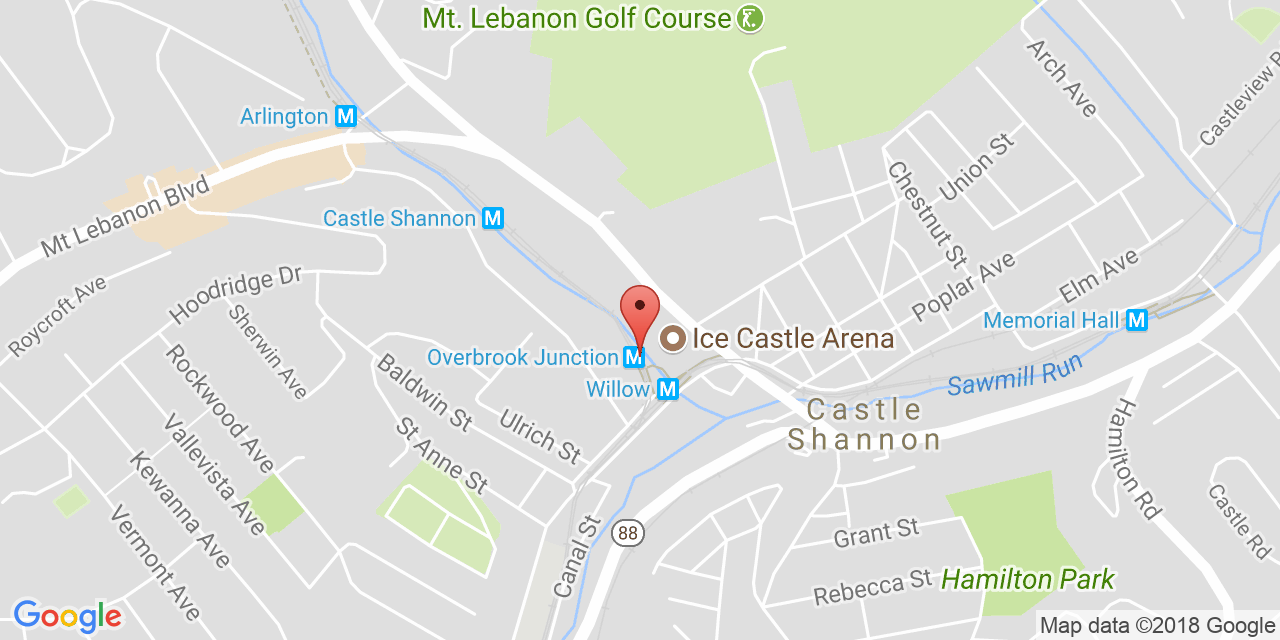 Mt. Lebanon Golf Course
Arch Ave
Castleview
Arlington M
Union St
Mt Lebanon Blvd
Chestnut St
Castle Shannon M
Poplar Ave
Elm Ave
Roycroft Ave
Hoodridge Dr
Sherwin Ave
Memorial Hall M
Ice Castle Arena
Overbrook Junction M
Willow M
Sawmill Run
Rockwood Ave
Baldwin St
Ulrich St
Castle
Shannon
Vallevista Ave
St Anne St
Hamilton Rd
Kewanna Ave
Castle Rd
Vermont Ave
Canal St
88
Grant St
Rebecca St
Hamilton Park
Google
Map data ©2018 Google